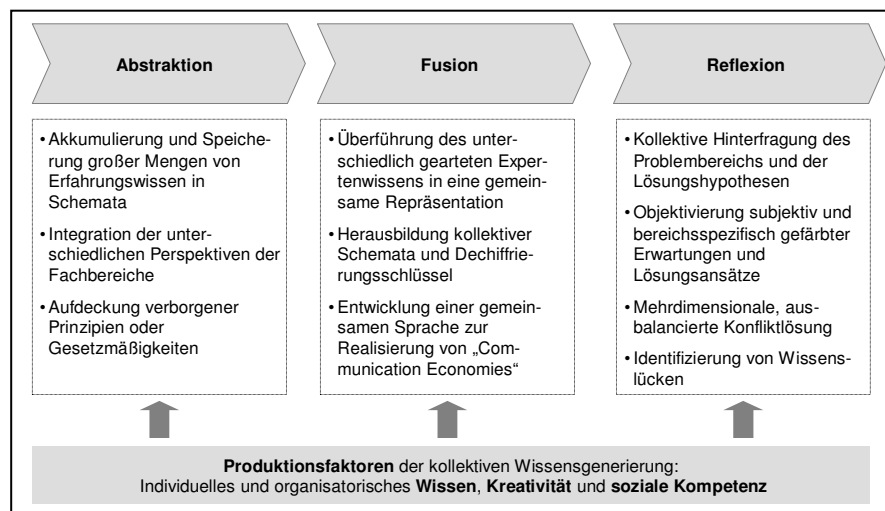 Abstraktion
Fusion
Reflexion
• Akkumulierung und Speiche-
rung großer Mengen von
Erfahrungswissen in
Schemata
• Integration der unter-
schiedlichen Perspektiven der
Fachbereiche
• Aufdeckung verborgener
Prinzipien oder
Gesetzmäßigkeiten
• Überführung des unter-
schiedlich gearteten Exper-
tenwissens in eine gemein-
same Repräsentation
• Herausbildung kollektiver
Schemata und Dechiffrie-
rungsschlüssel
• Entwicklung einer gemein-
samen Sprache zur
Realisierung von „Com-
munication Economies“
• Kollektive Hinterfragung des
Problembereichs und der
Lösungshypothesen
• Objektivierung subjektiv und
bereichsspezifisch gefärbter
Erwartungen und
Lösungsansätze
• Mehrdimensionale, aus-
balancierte Konfliktlösung
• Identifizierung von Wissens-
lücken
Produktionsfaktoren der kollektiven Wissensgenerierung:
Individuelles und organisatorisches Wissen, Kreativität und soziale Kompetenz